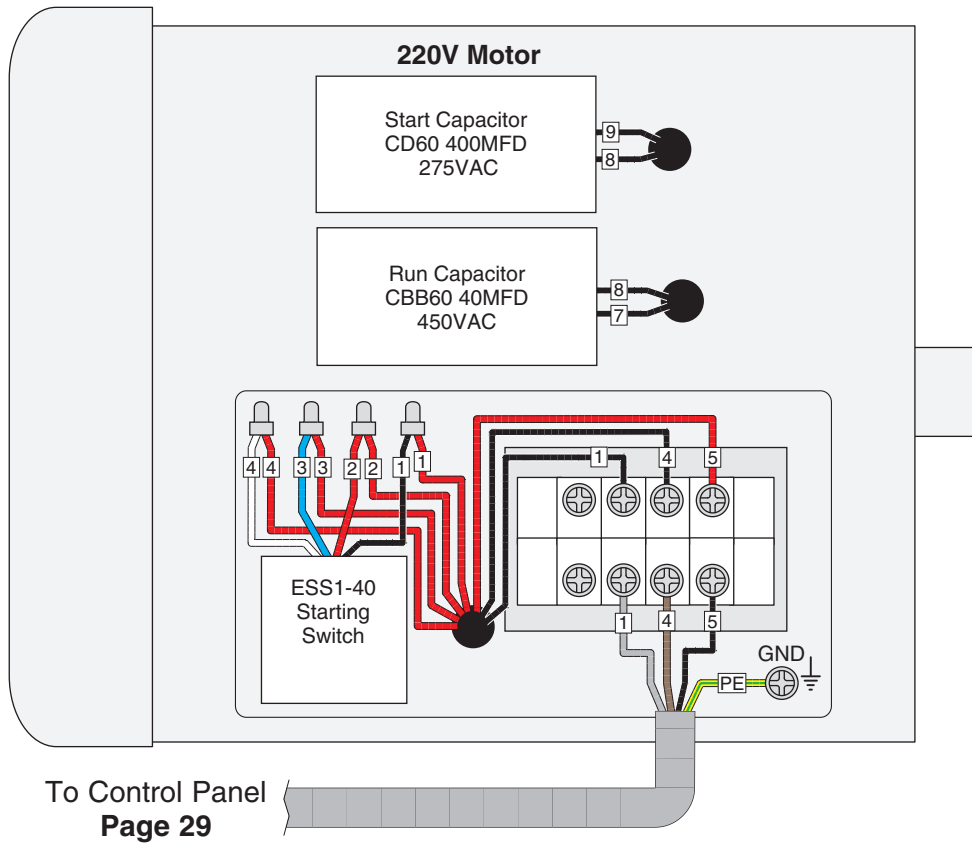 220V Motor
Start Capacitor
CD60 400MFD
275VAC
9
8
Run Capacitor
CBB60 40MFD
450VAC
8
7
4 4 3 3 2 2 1 1
1 4 5
ESS1-40
Starting
Switch
1 4 5
GND
PE
To Control Panel
Page 29